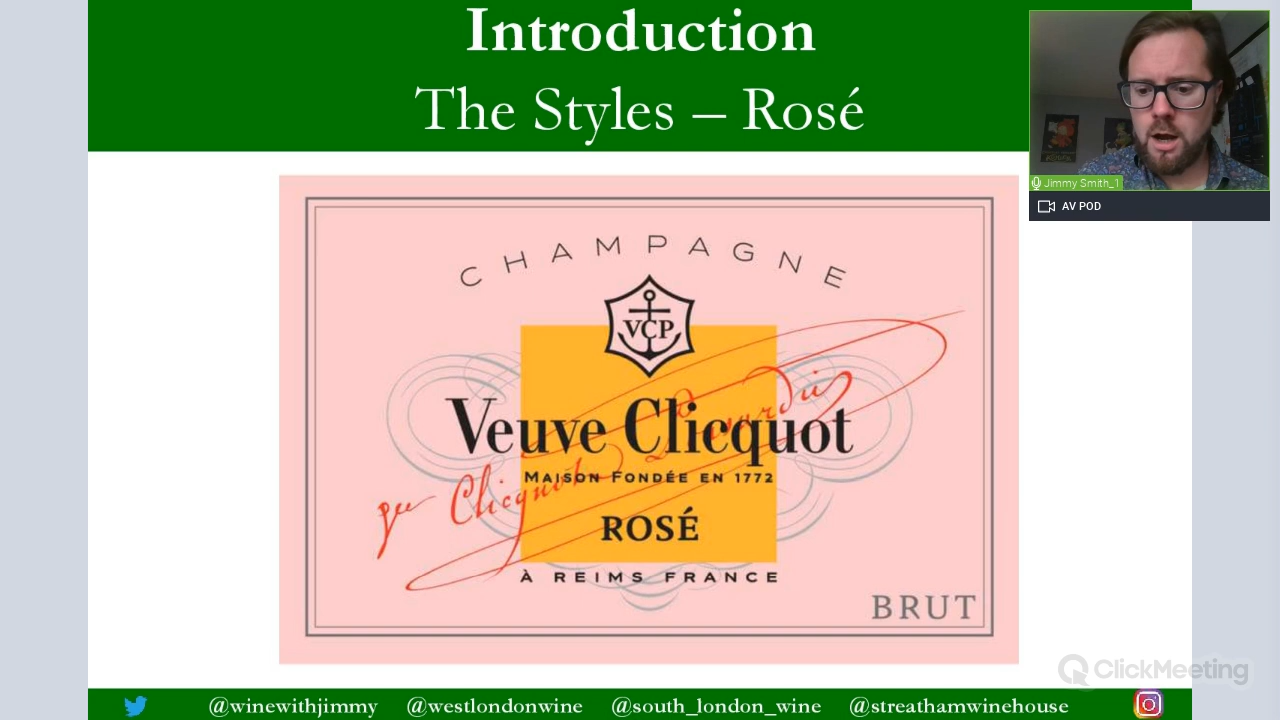 Introduction
The Styles – Rosé
Jimmy Smith_1
AV POD
CHAMPAGNE
VCP
Veuve Clicquot
MAISON FONDÉE EN 1772
ROSÉ
À REIMS FRANCE
BRUT
ClickMeeting
@winewithjimmy @westlondonwine @south_london_wine @streathamwinehouse